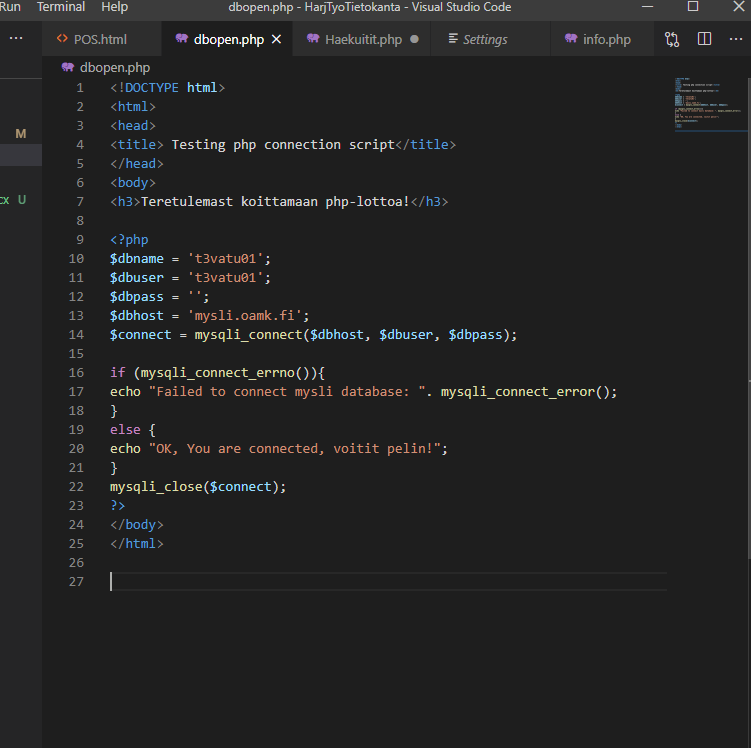 Run Terminal Help dbopen.php - HarjTyoTietokanta - Visual Studio Code
POS.html dbopen.php Haekuitit.php Settings info.php
dbopen.php
1 <!DOCTYPE html>
2 <html>
3 <head>
4 <title> Testing php connection script</title>
5 </head>
6 <body>
7 <h3>Teretulemast koittamaan php-lottoa!</h3>
8
9 <?php
10 $dbname = 't3vatu01';
11 $dbuser = 't3vatu01';
12 $dbpass = '';
13 $dbhost = 'mysli.oamk.fi';
14 $connect = mysqli_connect($dbhost, $dbuser, $dbpass);
15
16 if (mysqli_connect_errno()){
17 echo "Failed to connect mysli database: ". mysqli_connect_error();
18 }
19 else {
20 echo "OK, You are connected, voitit pelin!";
21 }
22 mysqli_close($connect);
23 ?>
24 </body>
25 </html>
26
27
M
cx U